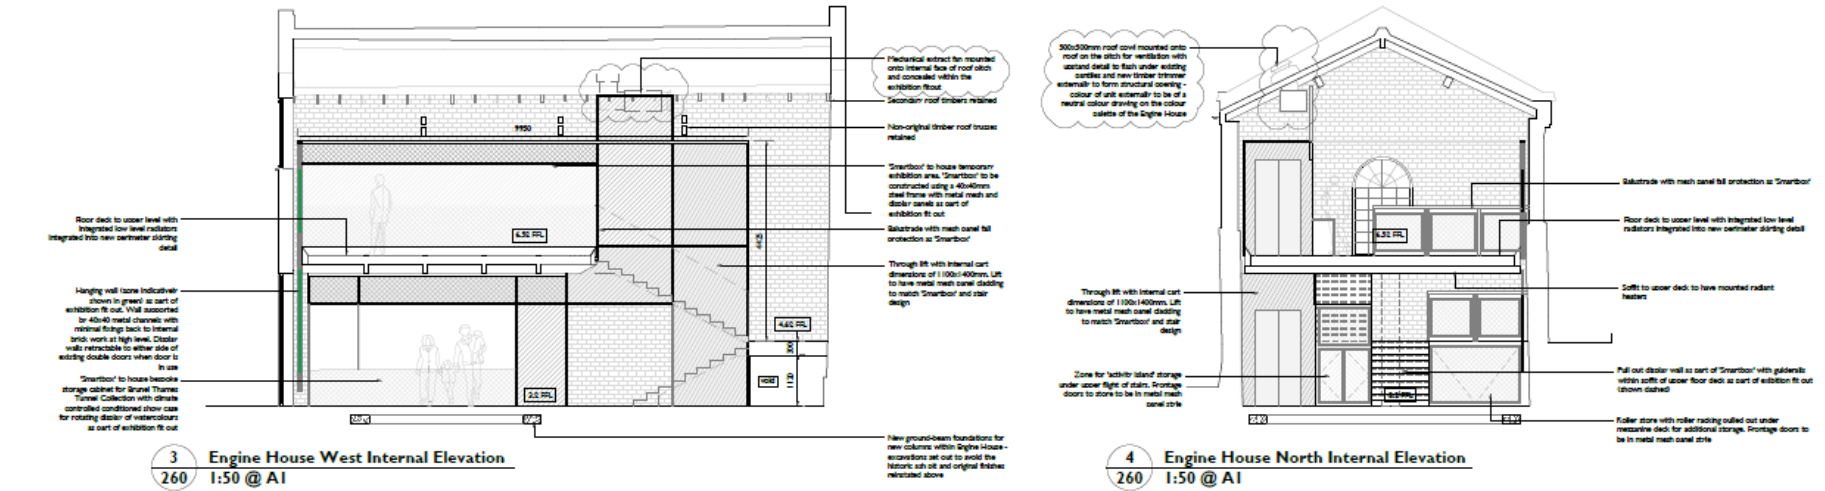 Mechanical extract fan mounted
onto internal face of roof pitch
and concealed within the
exhibition fitout
Secondary roof timbers retained
Non-original timber roof trusses
retained
'Smartbox' to house temporary
exhibition area. 'Smartbox' to be
constructed using a 40x40mm
steel frame with metal mesh and
display panels as part of
exhibition fit out
Balustrade with mesh panel fall
protection as 'Smartbox'
Through lift with internal cart
dimensions of 1100x1400mm. Lift
to have metal mesh panel cladding
to match 'Smartbox' and stair
design
New ground-beam foundations for
new columns within Engine House -
excavations set out to avoid the
historic ash pit and original finishes
reinstated above
Floor deck to upper level with
integrated low level radiators
integrated into new perimeter skirting
detail
Hanging wall (zone indicatively
shown in green) as part of
exhibition fit out. Wall supported
by 40x40 metal channels with
minimal fixings back to internal
brick work at high level. Display
walls retractable to either side of
existing double doors when door is
in use
'Smartbox' to house bespoke
storage cabinet for Brunel Thames
Tunnel Collection with climate
controlled conditioned show case
for rotating display of watercolours
as part of exhibition fit out
9950
6.52 FFL
4425
4.62 FFL
300
1120
void
3.2 FFL
3
260
Engine House West Internal Elevation
1:50 @ A1
500x500mm roof cowl mounted onto
roof on the pitch for ventilation with
upstand detail to flash under existing
pantiles and new timber trimmer
externally to form structural opening -
colour of unit externally to be of a
neutral colour drawing on the colour
palette of the Engine House
Through lift with internal cart
dimensions of 1100x1400mm. Lift
to have metal mesh panel cladding
to match 'Smartbox' and stair
design
Zone for 'activity island' storage
under upper flight of stairs. Frontage
doors to store to be in metal mesh
panel style
6.52 FFL
Balustrade with mesh panel fall protection as 'Smartbox'
Floor deck to upper level with integrated low level
radiators integrated into new perimeter skirting detail
Soffit to upper deck to have mounted radiant
heaters
Pull out display wall as part of 'Smartbox' with guiderails
within soffit of upper floor deck as part of exibition fit out
(shown dashed)
Roller store with roller racking pulled out under
mezzanine deck for additional storage. Frontage doors to
be in metal mesh panel style
4
260
Engine House North Internal Elevation
1:50 @ A1